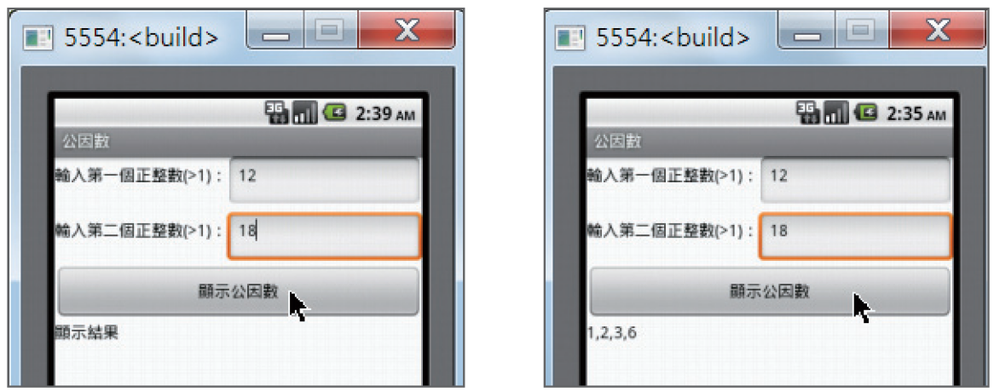 5554:<build>
3G 2:39 AM
公因數
輸入第一個正整數(>1)： 12
輸入第二個正整數(>1)： 18
顯示公因數
顯示結果
5554:<build>
3G 2:35 AM
公因數
輸入第一個正整數(>1)： 12
輸入第二個正整數(>1)： 18
顯示公因數
1,2,3,6